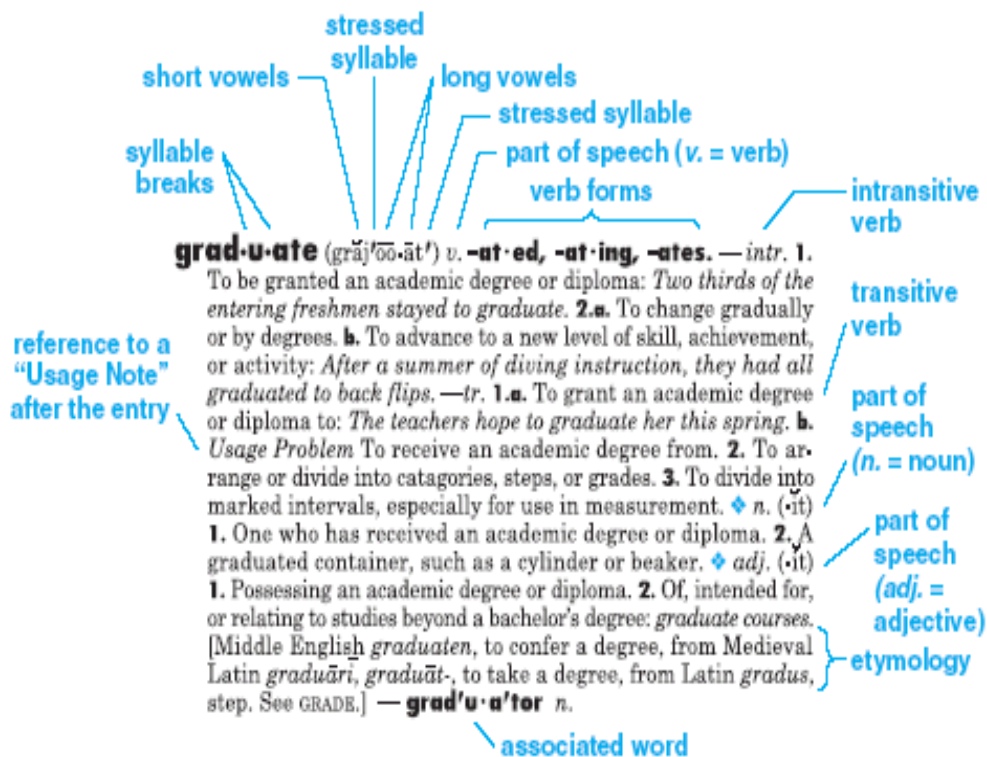 stressed
syllable
short vowels
long vowels
stressed syllable
syllable
breaks
part of speech (v. = verb)
verb forms
intransitive
verb
grad·u·ate (grăj′o͞o·āt′) v. -at·ed, -at·ing, -ates. —intr. 1.
To be granted an academic degree or diploma: Two thirds of the
entering freshmen stayed to graduate. 2.a. To change gradually
or by degrees. b. To advance to a new level of skill, achievement,
or activity: After a summer of diving instruction, they had all
graduated to back flips. —tr. 1.a. To grant an academic degree
or diploma to: The teachers hope to graduate her this spring. b.
Usage Problem To receive an academic degree from. 2. To ar-
range or divide into catagories, steps, or grades. 3. To divide into
marked intervals, especially for use in measurement. ❖ n. (-ĭt)
1. One who has received an academic degree or diploma. 2. A
graduated container, such as a cylinder or beaker. ❖ adj. (-ĭt)
1. Possessing an academic degree or diploma. 2. Of, intended for,
or relating to studies beyond a bachelor's degree: graduate courses.
[Middle English graduaten, to confer a degree, from Medieval
Latin graduārī, graduāt-, to take a degree, from Latin gradus,
step. See GRADE.] — grad′u·a′tor n.
transitive
verb
reference to a
"Usage Note"
after the entry
part of
speech
(n. = noun)
part of
speech
(adj. =
adjective)
etymology
associated word